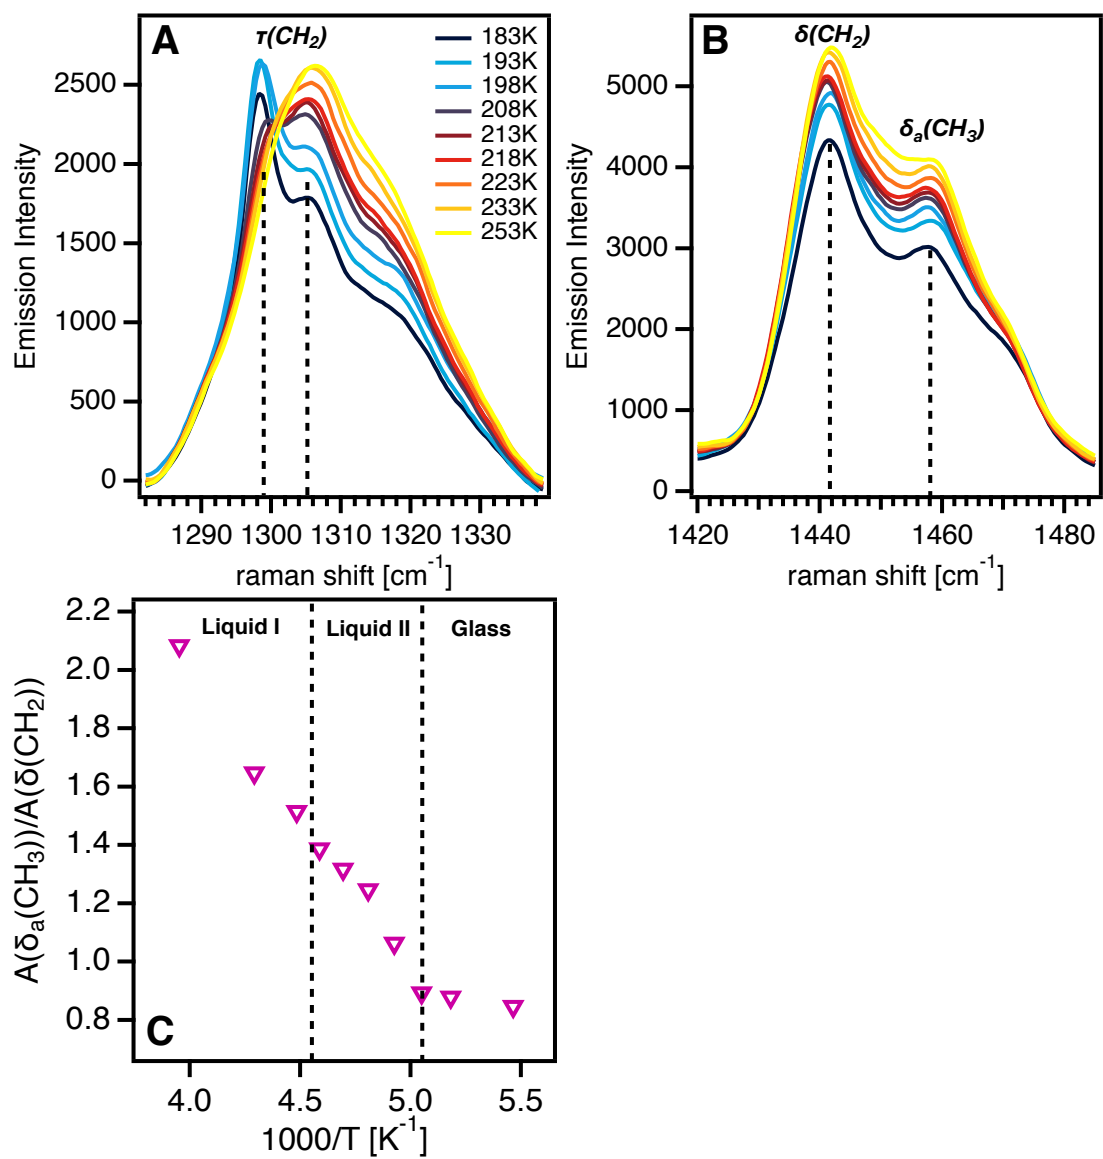 A
τ(CH2)
183K
193K
198K
208K
213K
218K
223K
233K
253K
2500
2000
1500
1000
500
0
Emission Intensity
1290 1300 1310 1320 1330
raman shift [cm-1]
B
δ(CH2)
δa(CH3)
5000
4000
3000
2000
1000
0
Emission Intensity
1420 1440 1460 1480
raman shift [cm-1]
Liquid I Liquid II Glass
2.2
2.0
1.8
1.6
1.4
1.2
1.0
0.8
A(δa(CH3))/A(δ(CH2))
C
4.0 4.5 5.0 5.5
1000/T [K-1]